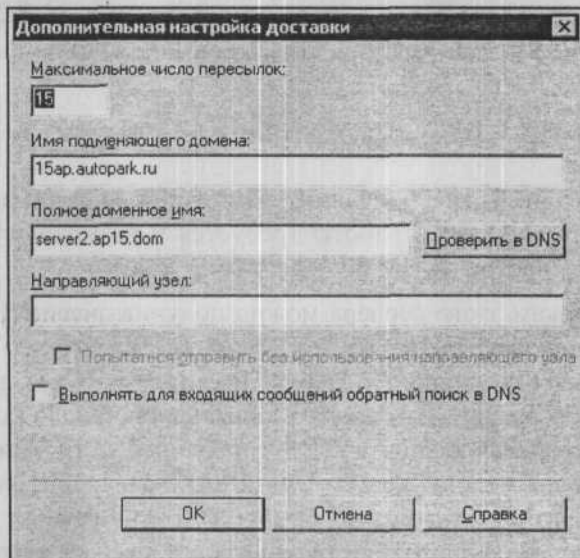 Дополнительная настройка доставки
Максимальное число пересылок:
15
Имя подменяющего домена:
15ap.autopark.ru
Полное доменное имя:
server2.ap15.dom
Проверить в DNS
Направляющий узел:
Попытаться отправить без использования направляющего узла
Выполнять для входящих сообщений обратный поиск в DNS
OK
Отмена
Справка